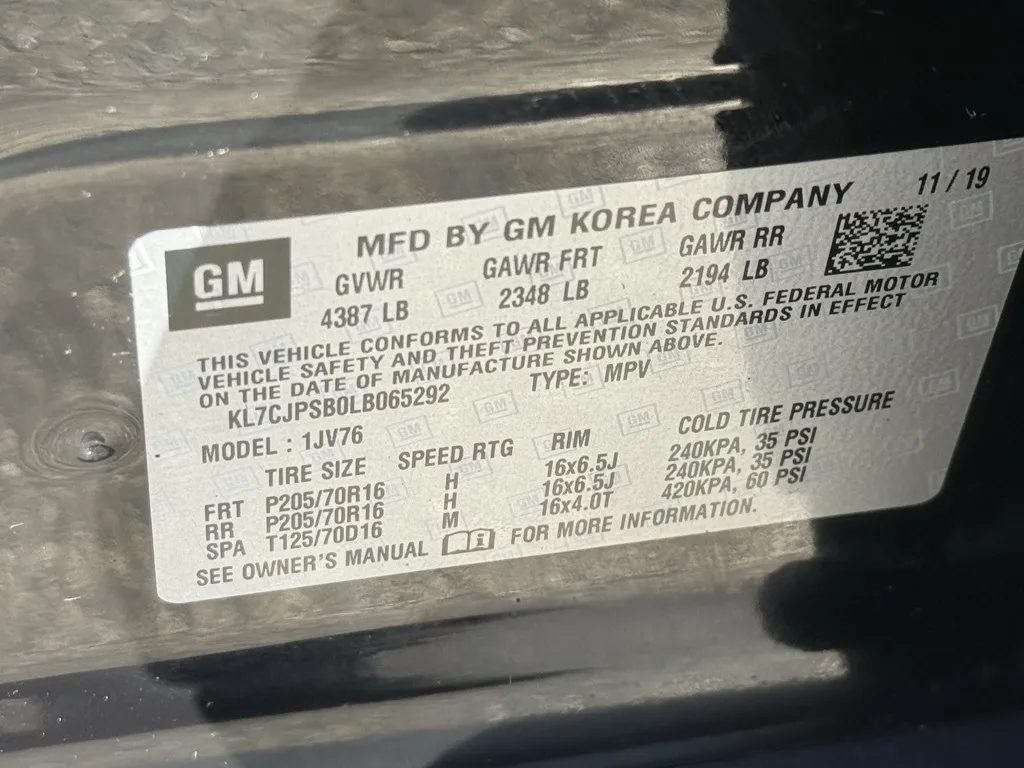 MFD BY GM KOREA COMPANY 11 / 19
GM
GVWR GAWR FRT GAWR RR
4387 LB 2348 LB 2194 LB
THIS VEHICLE CONFORMS TO ALL APPLICABLE U.S. FEDERAL MOTOR
VEHICLE SAFETY AND THEFT PREVENTION STANDARDS IN EFFECT
ON THE DATE OF MANUFACTURE SHOWN ABOVE.
KL7CJPSB0LB065292 TYPE: MPV
MODEL : 1JV76
TIRE SIZE SPEED RTG RIM COLD TIRE PRESSURE
FRT P205/70R16 H 16x6.5J 240KPA, 35 PSI
RR P205/70R16 H 16x6.5J 240KPA, 35 PSI
SPA T125/70D16 M 16x4.0T 420KPA, 60 PSI
SEE OWNER'S MANUAL i FOR MORE INFORMATION.